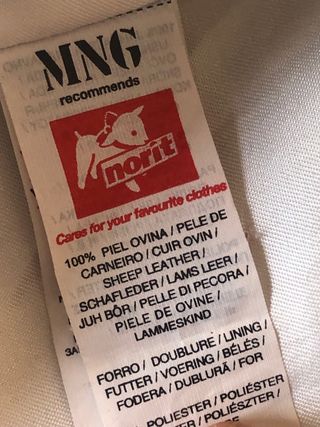 MNG
recommends
norit
Cares for your favourite clothes
100% PIEL OVINA / PELE DE
CARNEIRO / CUIR OVIN /
SHEEP LEATHER /
SCHAFLEDER / LAMS LEER /
JUH BŐR / PELLE DI PECORA /
PIELE DE OVINE /
LAMMESKIND
FORRO / DOUBLURE / LINING /
FUTTER / VOERING / BÉLÉS /
FODERA / DUBLURĂ / FOR
POLIESTER / POLIÉSTER
/ POLIÉSZTER /